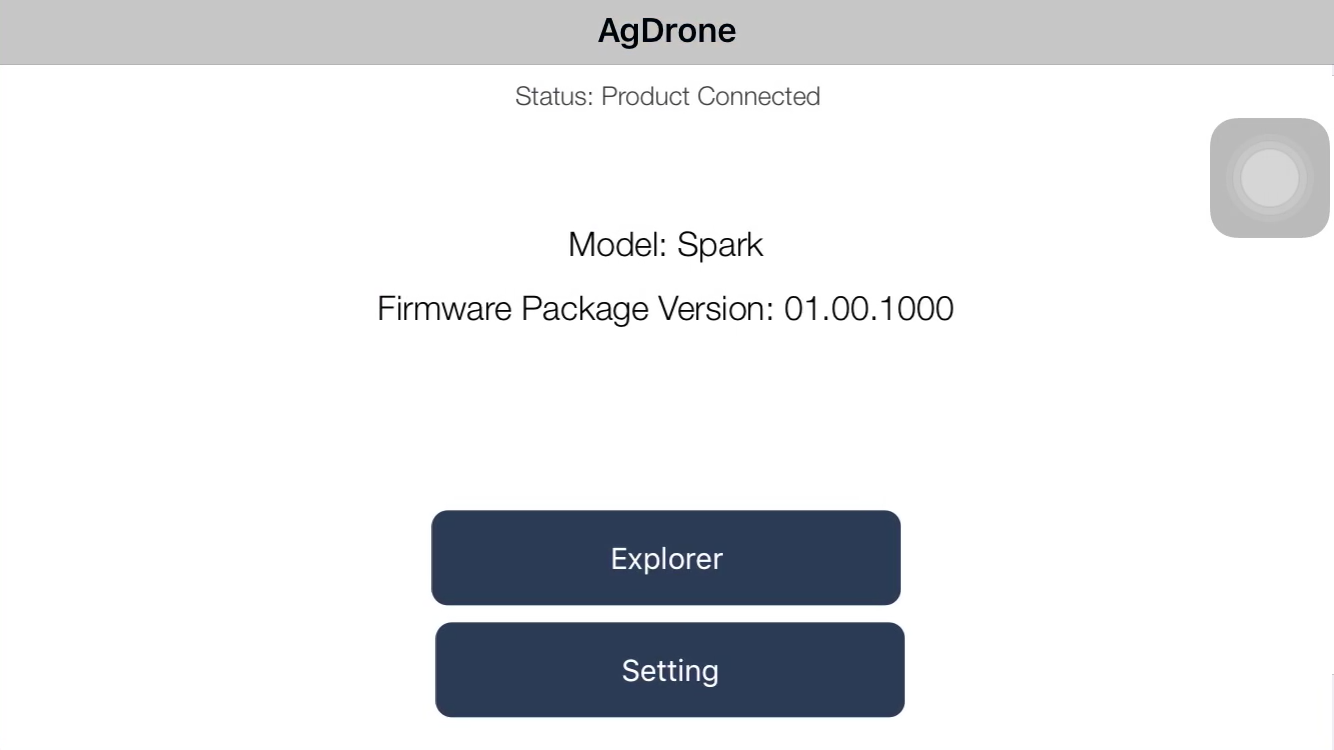 AgDrone
Status: Product Connected
Model: Spark
Firmware Package Version: 01.00.1000
Explorer
Setting